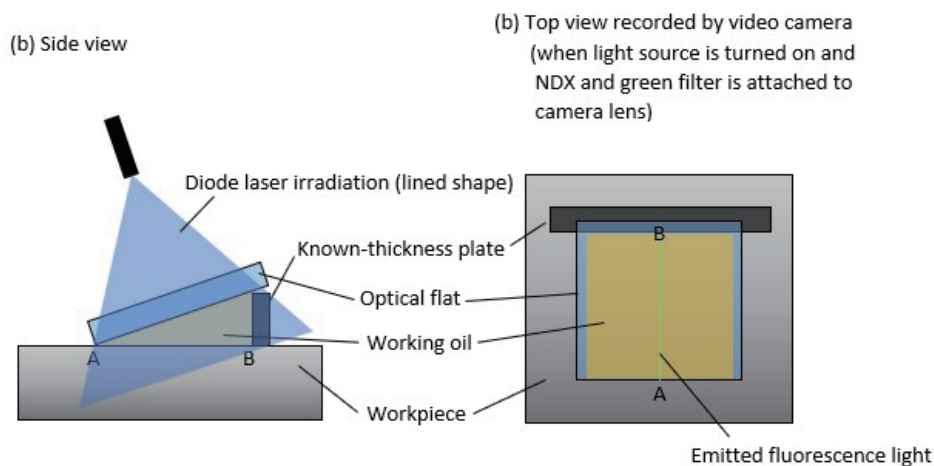 (b) Side view
(b) Top view recorded by video camera
(when light source is turned on and
NDX and green filter is attached to
camera lens)
Diode laser irradiation (lined shape)
Known-thickness plate
Optical flat
Working oil
Workpiece
A
B
B
A
Emitted fluorescence light